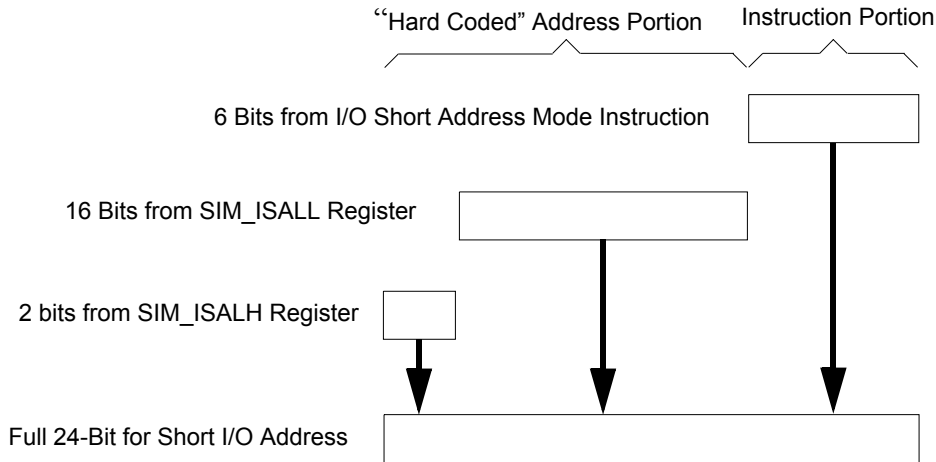 “Hard Coded” Address Portion
Instruction Portion
6 Bits from I/O Short Address Mode Instruction
16 Bits from SIM_ISALL Register
2 bits from SIM_ISALH Register
Full 24-Bit for Short I/O Address